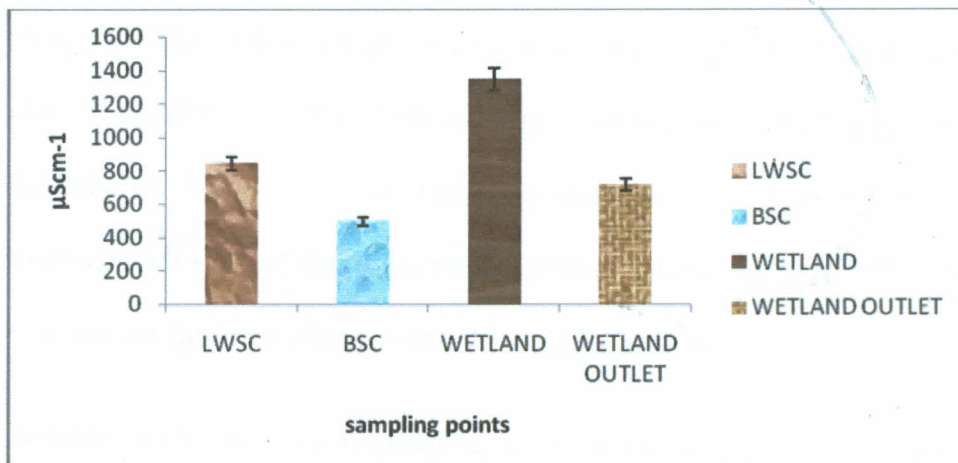 1600
1400
1200
1000
800
600
400
200
0
µScm-1
LWSC
BSC
WETLAND
WETLAND OUTLET
sampling points
LWSC
BSC
WETLAND
WETLAND OUTLET